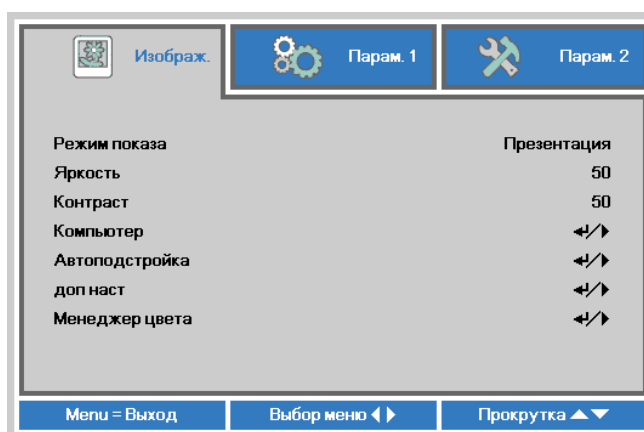 Изображ. Парам. 1 Парам. 2
Режим показа Презентация
Яркость 50
Контраст 50
Компьютер ↵/▶
Автоподстройка ↵/▶
доп наст ↵/▶
Менеджер цвета ↵/▶
Menu = Выход Выбор меню ◀▶ Прокрутка ▲▼